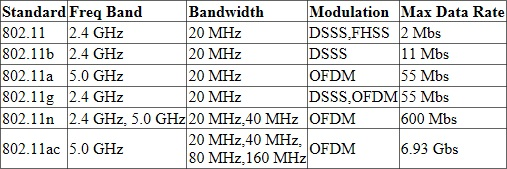 Standard Freq Band Bandwidth Modulation Max Data Rate
802.11 2.4 GHz 20 MHz DSSS,FHSS 2 Mbs
802.11b 2.4 GHz 20 MHz DSSS 11 Mbs
802.11a 5.0 GHz 20 MHz OFDM 55 Mbs
802.11g 2.4 GHz 20 MHz DSSS,OFDM 55 Mbs
802.11n 2.4 GHz, 5.0 GHz 20 MHz,40 MHz OFDM 600 Mbs
802.11ac 5.0 GHz 20 MHz,40 MHz, OFDM 6.93 Gbs
80 MHz,160 MHz